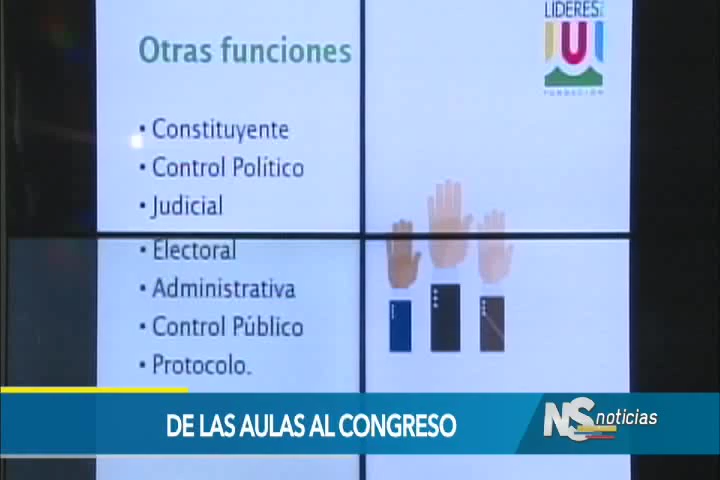 LÍDERES
FUNDACIÓN
Otras funciones
• Constituyente
• Control Político
• Judicial
• Electoral
• Administrativa
• Control Público
• Protocolo.
DE LAS AULAS AL CONGRESO
NS noticias